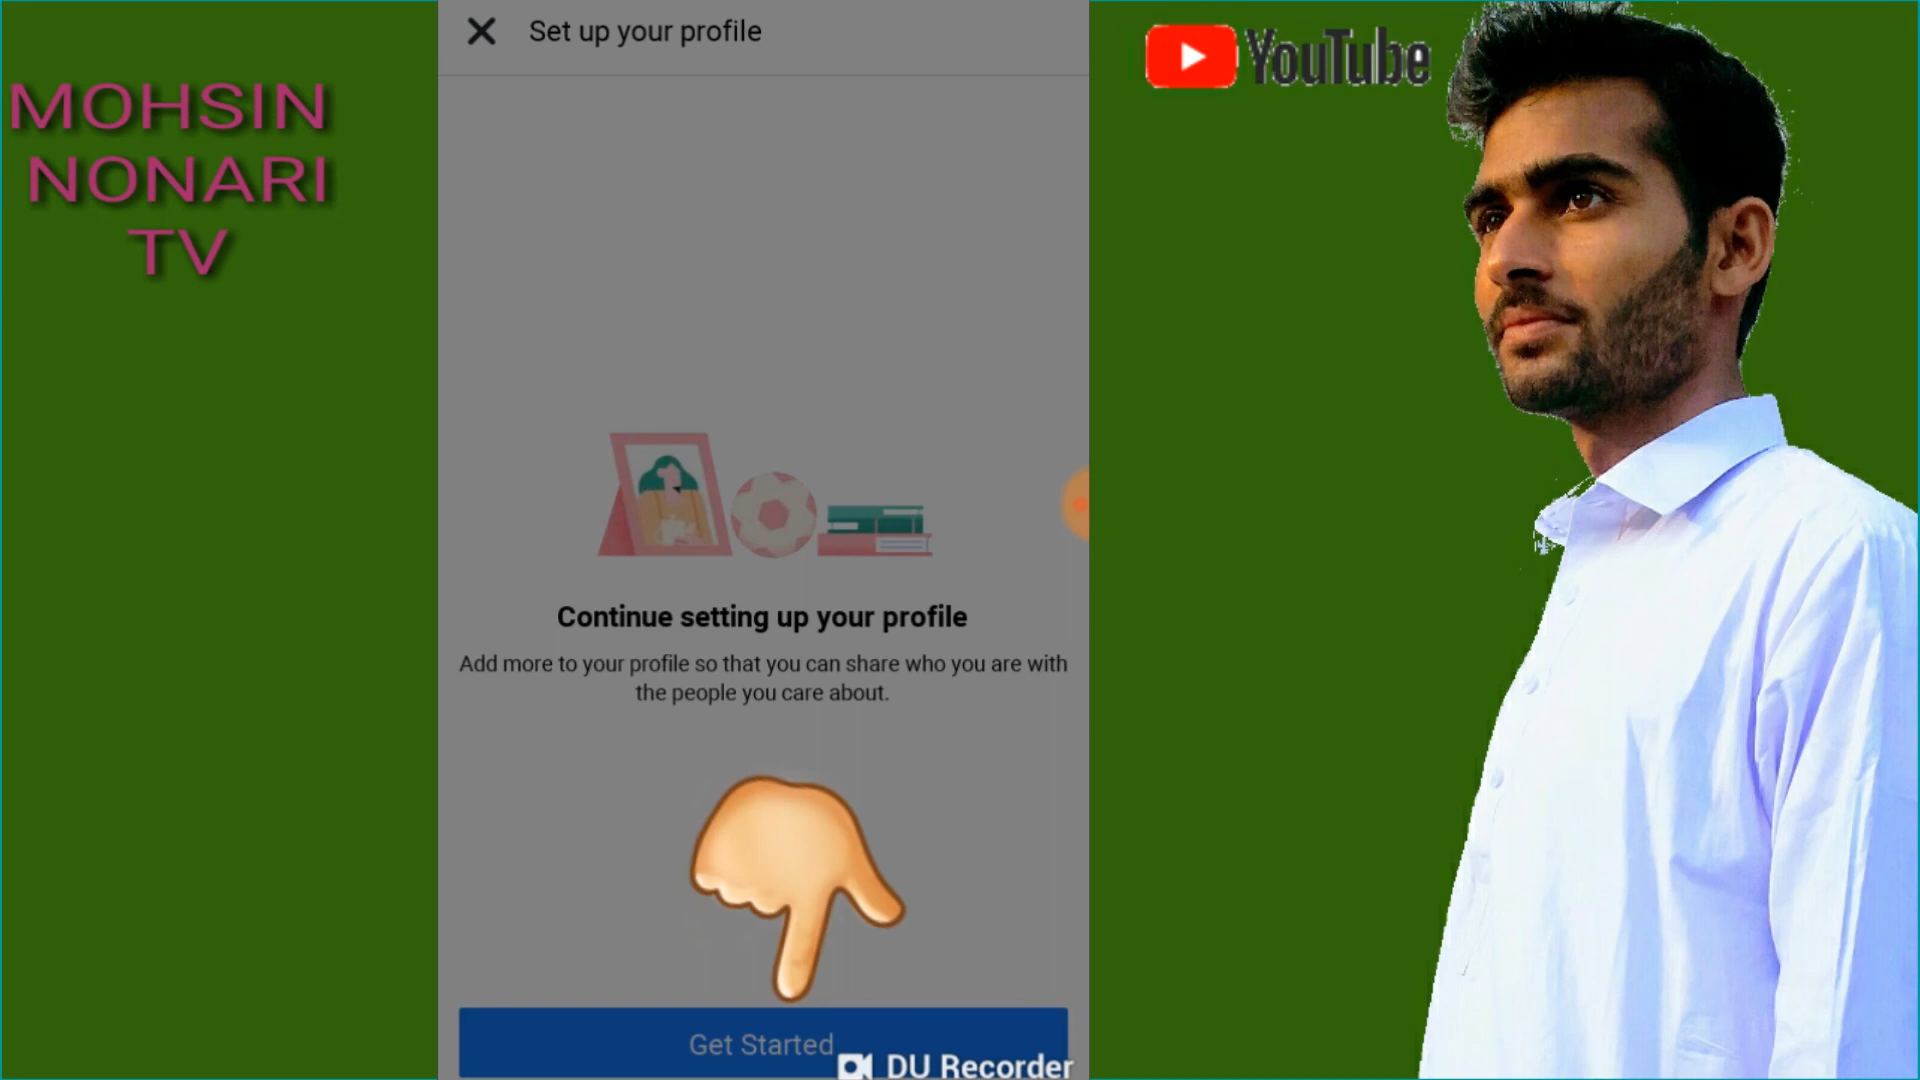 MOHSIN
NONARI
TV
Set up your profile
Continue setting up your profile
Add more to your profile so that you can share who you are with
the people you care about.
Get Started
DU Recorder
YouTube